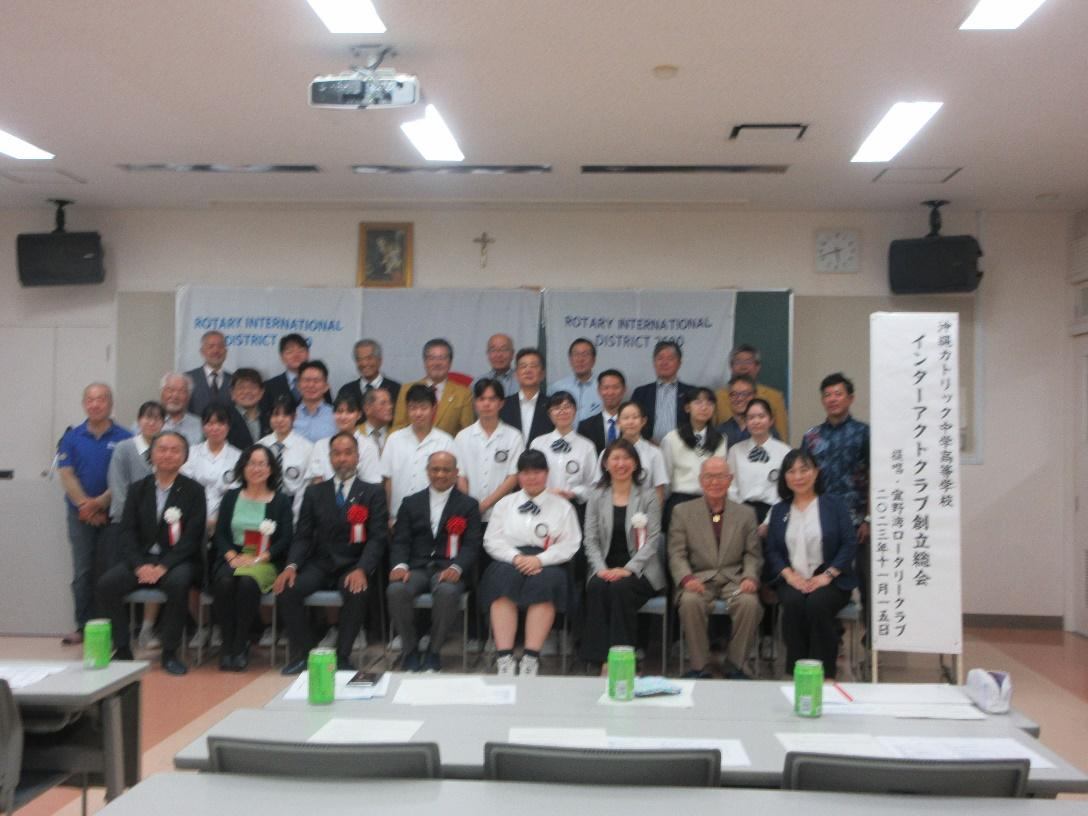 ROTARY INTERNATIONAL
DISTRICT
ROTARY INTERNATIONAL
DISTRICT
沖縄カトリック中学高等学校
インターアクトクラブ創立総会
提唱・宜野湾ロータリークラブ
二〇二三年十一月一五日